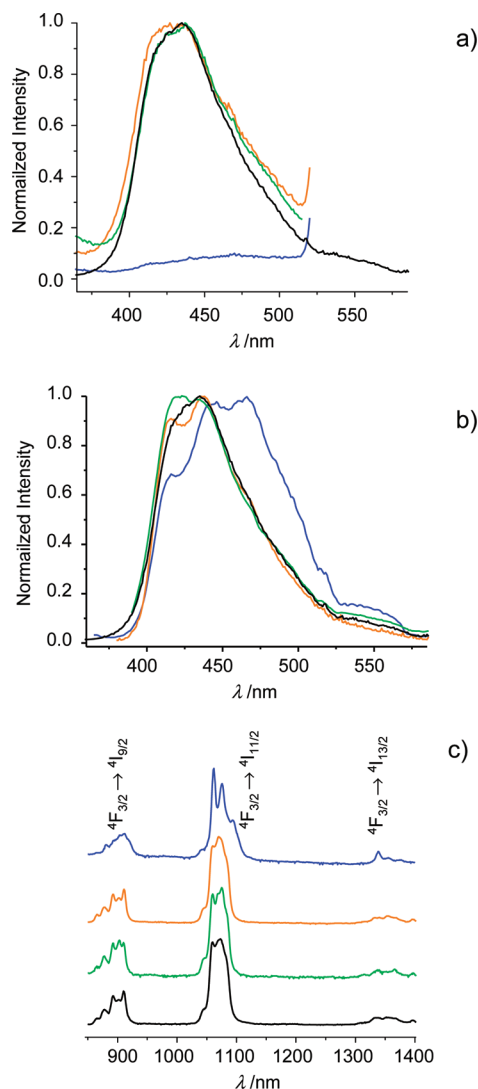 a)
Normailzed Intensity
1.0
0.8
0.6
0.4
0.2
0.0
400 450 500 550
λ /nm
b)
Normailzed Intensity
1.0
0.8
0.6
0.4
0.2
0.0
400 450 500 550
λ /nm
c)
⁴F₃/₂ → ⁴I₉/₂
⁴F₃/₂ → ⁴I₁₁/₂
⁴F₃/₂ → ⁴I₁₃/₂
900 1000 1100 1200 1300 1400
λ /nm